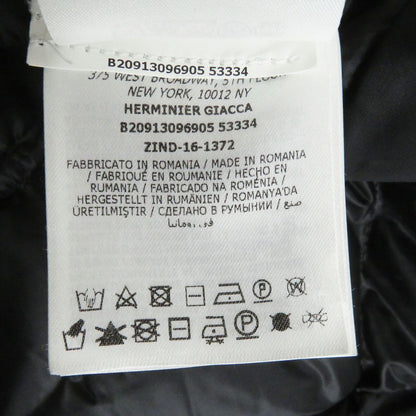 B20913096905 53334
375 WEST BROADWAY, 5TH FLOOR
NEW YORK, 10012 NY
HERMINIER GIACCA
B20913096905 53334
ZIND-16-1372
FABBRICATO IN ROMANIA / MADE IN ROMANIA
/ FABRIQUÉ EN ROUMANIE / HECHO EN
RUMANIA / FABRICADO NA ROMÉNIA /
HERGESTELLT IN RUMÄNIEN / ROMANYA'DA
ÜRETILMIŞTIR / СДЕЛАНО В РУМЫНИИ / صنع
في رومانيا